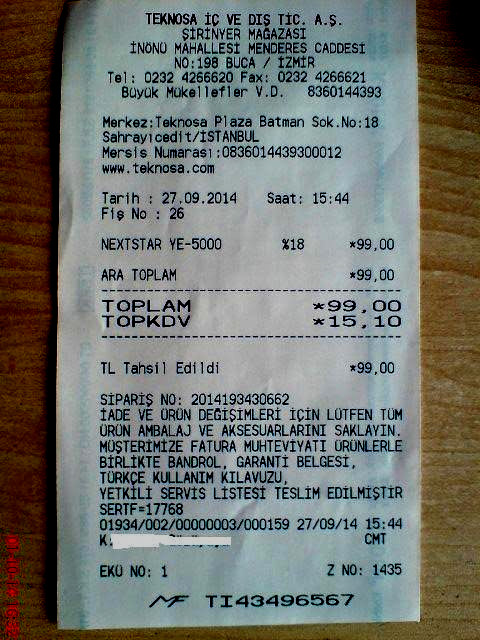 TEKNOSA İÇ VE DIŞ TİC. A.Ş.
ŞİRİNYER MAĞAZASI
İNÖNÜ MAHALLESİ MENDERES CADDESİ
NO:198 BUCA / İZMİR
Tel: 0232 4266620 Fax: 0232 4266621
Büyük Mükellefler V.D. 8360144393
Merkez:Teknosa Plaza Batman Sok.No:18
Sahrayıcedit/İSTANBUL
Mersis Numarası:0836014439300012
www.teknosa.com
Tarih : 27.09.2014 Saat: 15:44
Fiş No : 26
NEXTSTAR YE-5000 %18 *99,00
ARA TOPLAM *99,00
TOPLAM *99,00
TOPKDV *15,10
TL Tahsil Edildi *99,00
SİPARİŞ NO: 2014193430662
İADE VE ÜRÜN DEĞİŞİMLERİ İÇİN LÜTFEN TÜM
ÜRÜN AMBALAJ VE AKSESUARLARINI SAKLAYIN.
MÜŞTERİMİZE FATURA MUHTEVİYATI ÜRÜNLERLE
BİRLİKTE BANDROL, GARANTİ BELGESİ,
TÜRKÇE KULLANIM KILAVUZU,
YETKİLİ SERVİS LİSTESİ TESLİM EDİLMİŞTİR
SERTF=17768
01934/002/00000003/000159 27/09/14 15:44
K: CMT
EKÜ NO: 1 Z NO: 1435
MF TI43496567